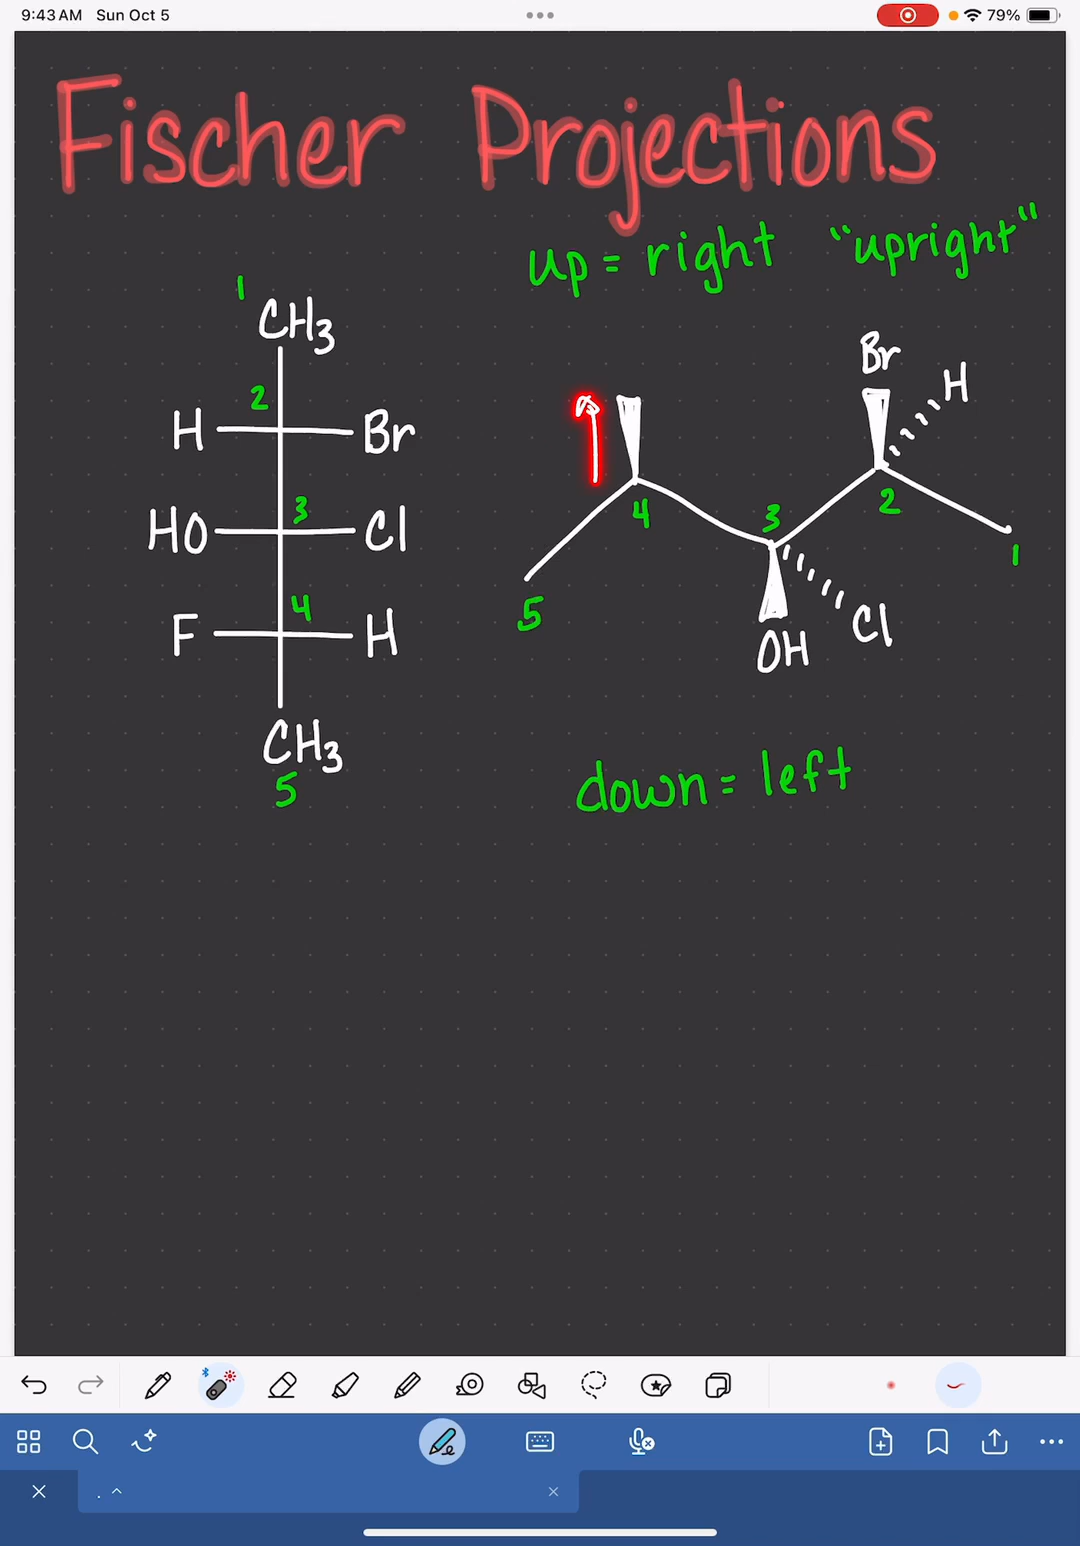 9:43 AM Sun Oct 5
79%
Fischer Projections
up = right "upright"
1
CH3
2
H Br
3
HO Cl
4
F H
CH3
5
Br
H
4
3
2
1
5
OH
Cl
down = left